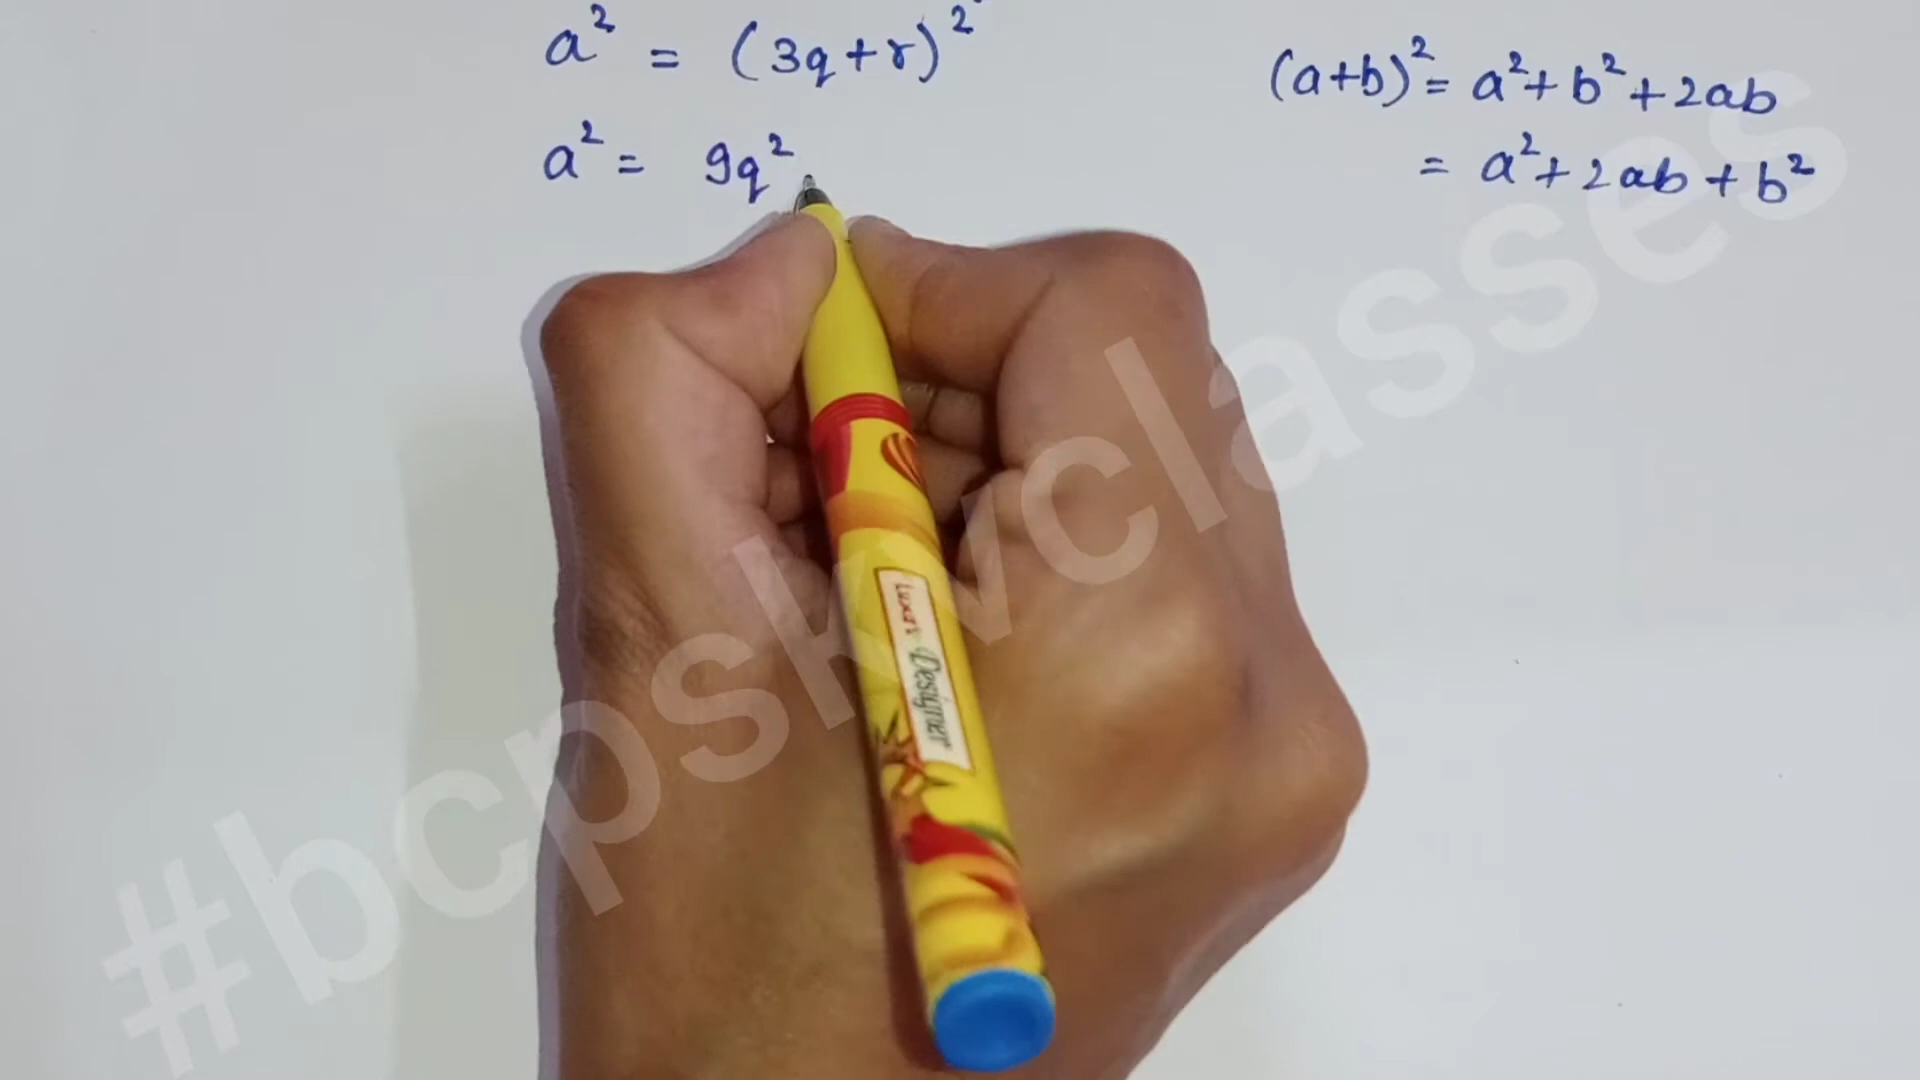 a² = (3q+r)²
(a+b)² = a²+b²+2ab
a² = 9q²
= a²+2ab+b²
#bcpskvclasses
Luxor Designer